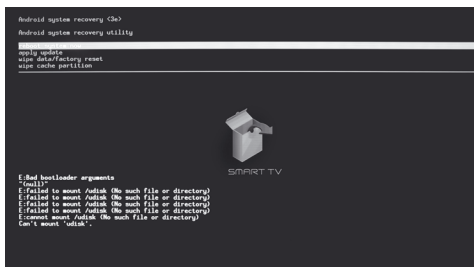 Android system recovery <3e>
Android system recovery utility
apply update
wipe data/factory reset
wipe cache partition
SMART TV
E:Bad bootloader arguments
"(null)"
E:failed to mount /udisk (No such file or directory)
E:failed to mount /udisk (No such file or directory)
E:failed to mount /udisk (No such file or directory)
E:failed to mount /udisk (No such file or directory)
E:cannot mount /udisk (No such file or directory)
Can't mount 'udisk'.